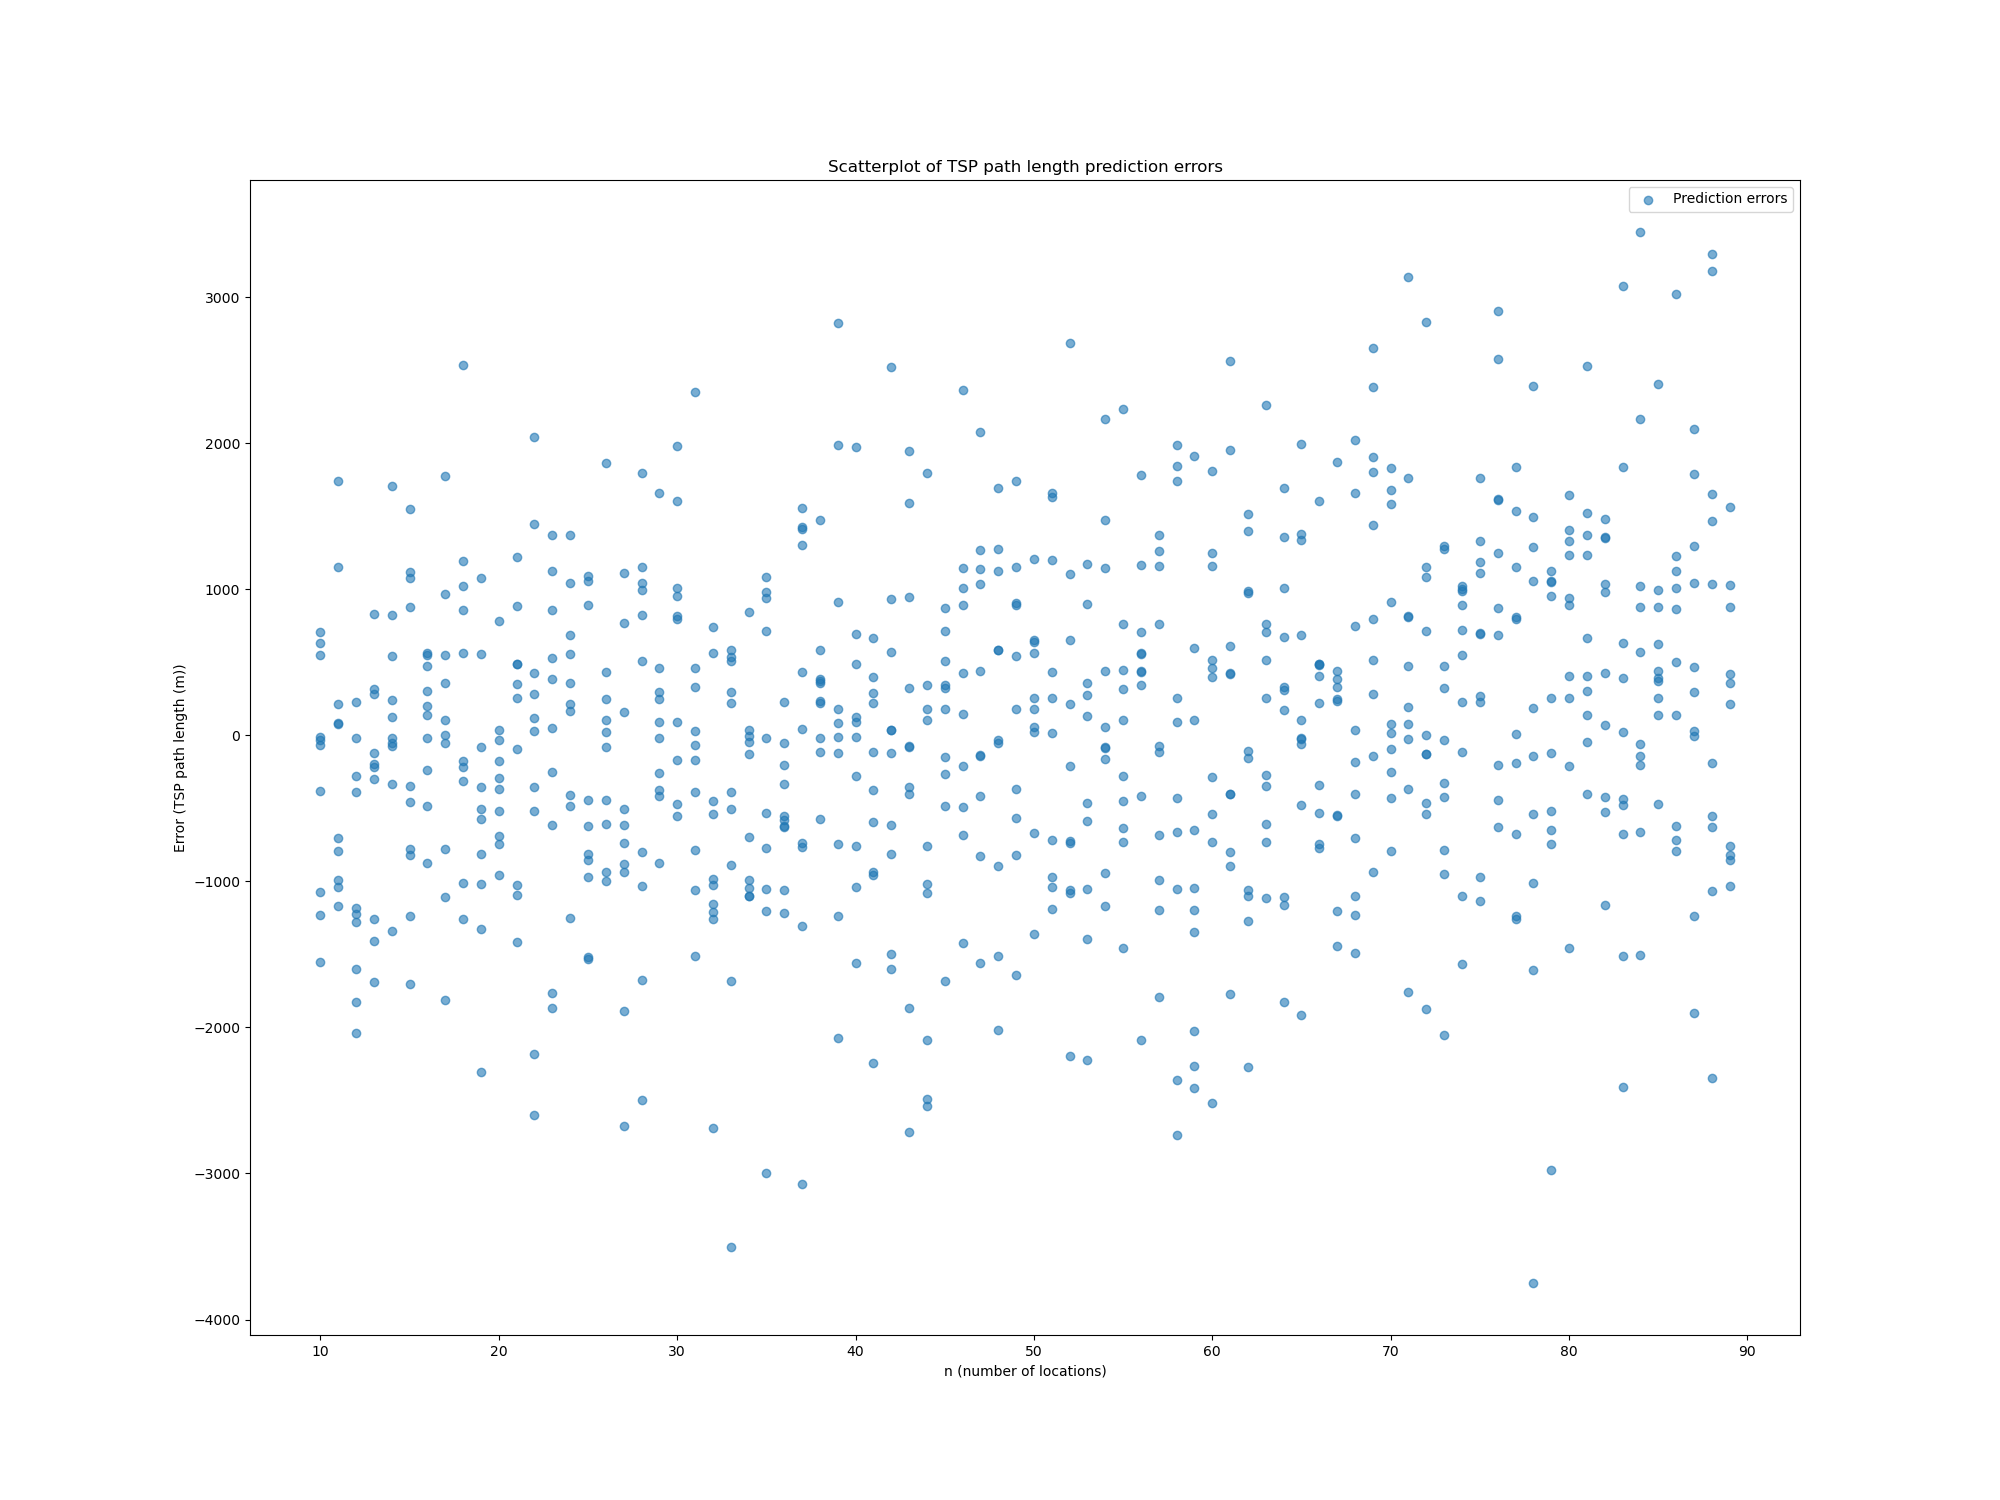 Scatterplot of TSP path length prediction errors
Prediction errors
3000
2000
1000
0
−1000
−2000
−3000
−4000
Error (TSP path length (m))
10 20 30 40 50 60 70 80 90
n (number of locations)